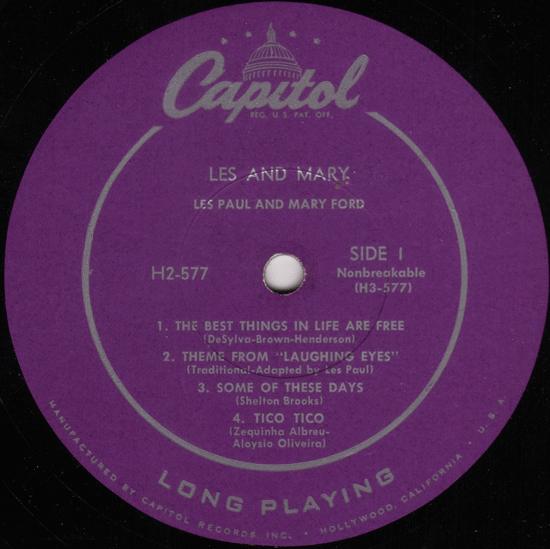 Capitol
REG. U.S. PAT. OFF.
LES AND MARY
LES PAUL AND MARY FORD
H2-577
SIDE 1
Nonbreakable
(H3-577)
1. THE BEST THINGS IN LIFE ARE FREE
(DeSylva-Brown-Henderson)
2. THEME FROM "LAUGHING EYES"
(Traditional-Adapted by Les Paul)
3. SOME OF THESE DAYS
(Shelton Brooks)
4. TICO TICO
(Zequinha Albreu-
Aloysio Oliveira)
LONG PLAYING
MANUFACTURED BY CAPITOL RECORDS, INC. • HOLLYWOOD, CALIFORNIA • U.S.A.